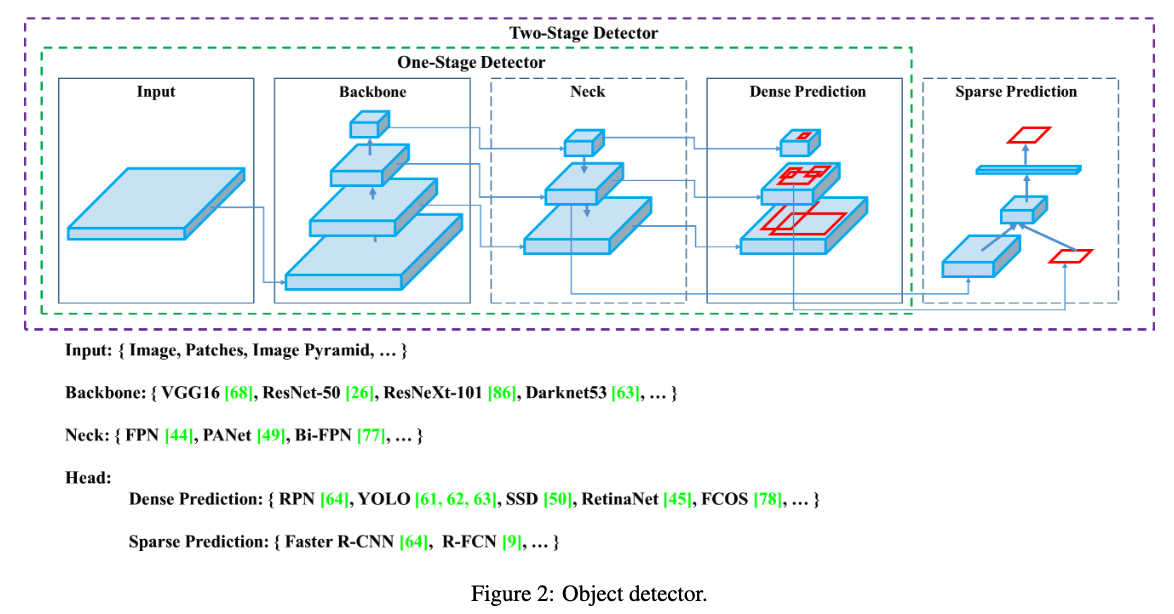 Two-Stage Detector
One-Stage Detector
Input
Backbone
Neck
Dense Prediction
Sparse Prediction
Input: { Image, Patches, Image Pyramid, … }
Backbone: { VGG16 [68], ResNet-50 [26], ResNeXt-101 [86], Darknet53 [63], … }
Neck: { FPN [44], PANet [49], Bi-FPN [77], … }
Head:
Dense Prediction: { RPN [64], YOLO [61, 62, 63], SSD [50], RetinaNet [45], FCOS [78], … }
Sparse Prediction: { Faster R-CNN [64], R-FCN [9], … }
Figure 2: Object detector.